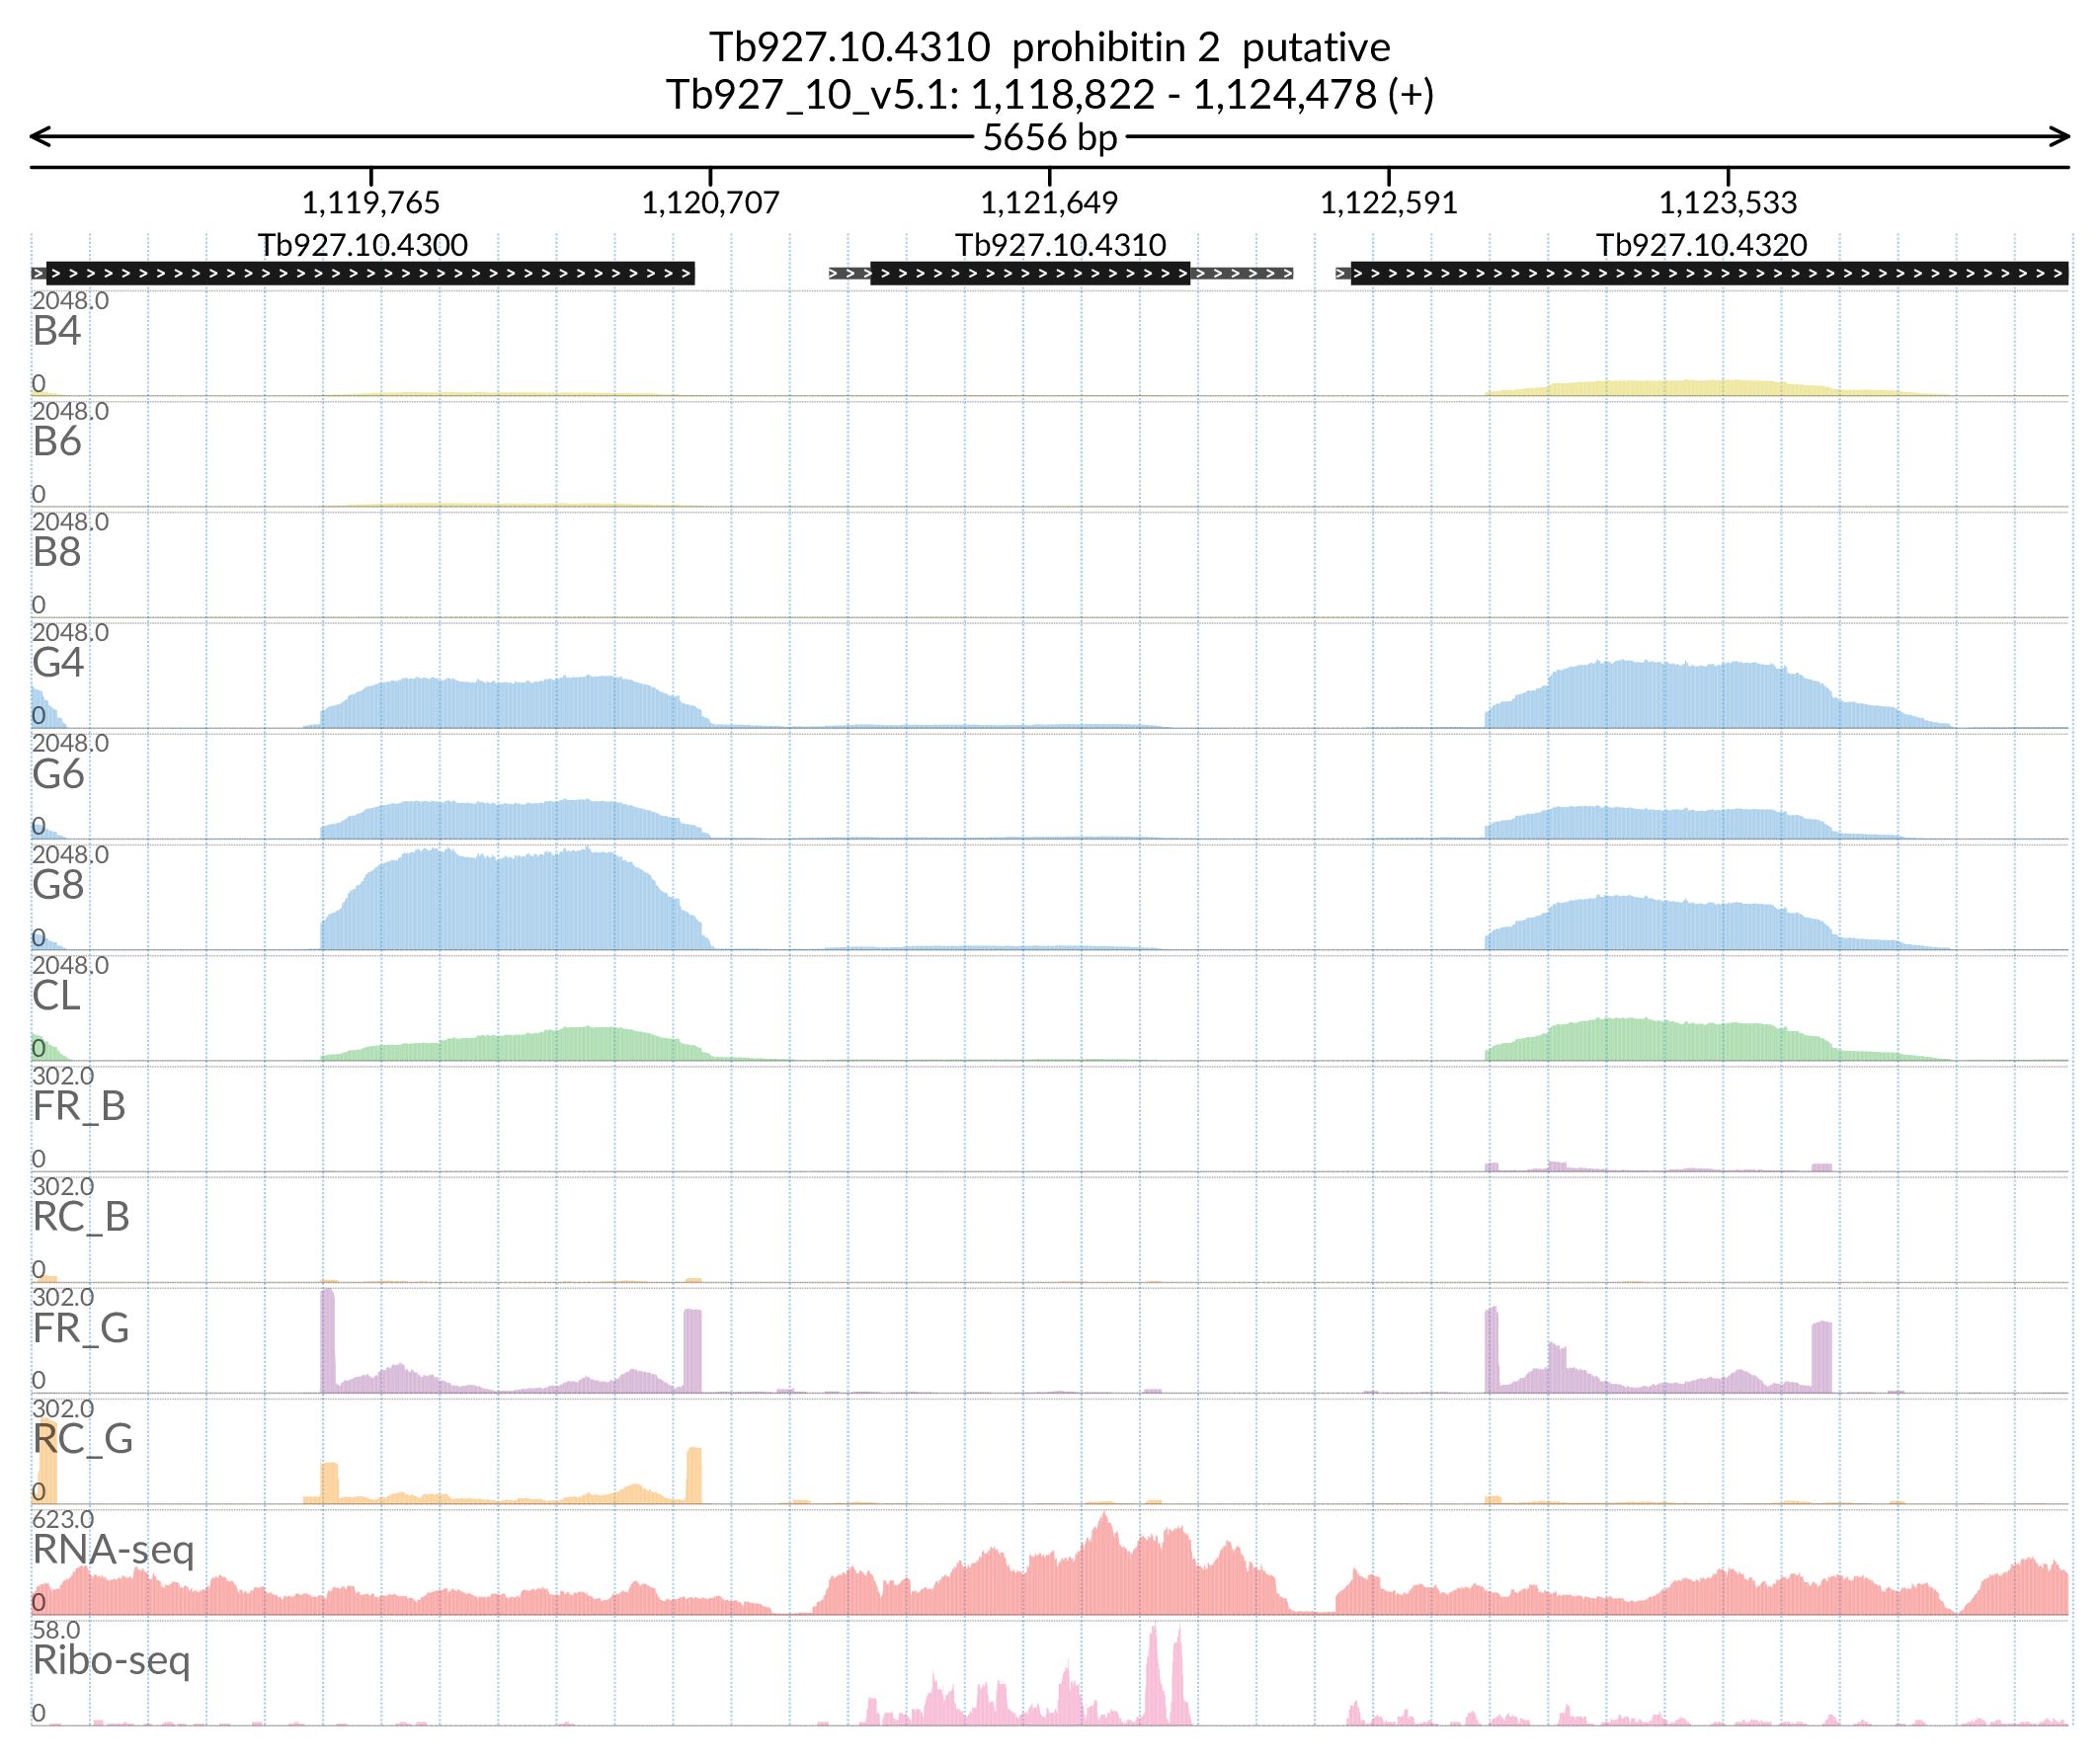 Tb927.10.4310 prohibitin 2 putative
Tb927_10_v5.1: 1,118,822 - 1,124,478 (+)
5656 bp
1,119,765 1,120,707 1,121,649 1,122,591 1,123,533
Tb927.10.4300 Tb927.10.4310 Tb927.10.4320
2048.0
B4
0
2048.0
B6
0
2048.0
B8
0
2048.0
G4
0
2048.0
G6
0
2048.0
G8
0
2048.0
CL
0
302.0
FR_B
0
302.0
RC_B
0
302.0
FR_G
0
302.0
RC_G
0
623.0
RNA-seq
0
58.0
Ribo-seq
0